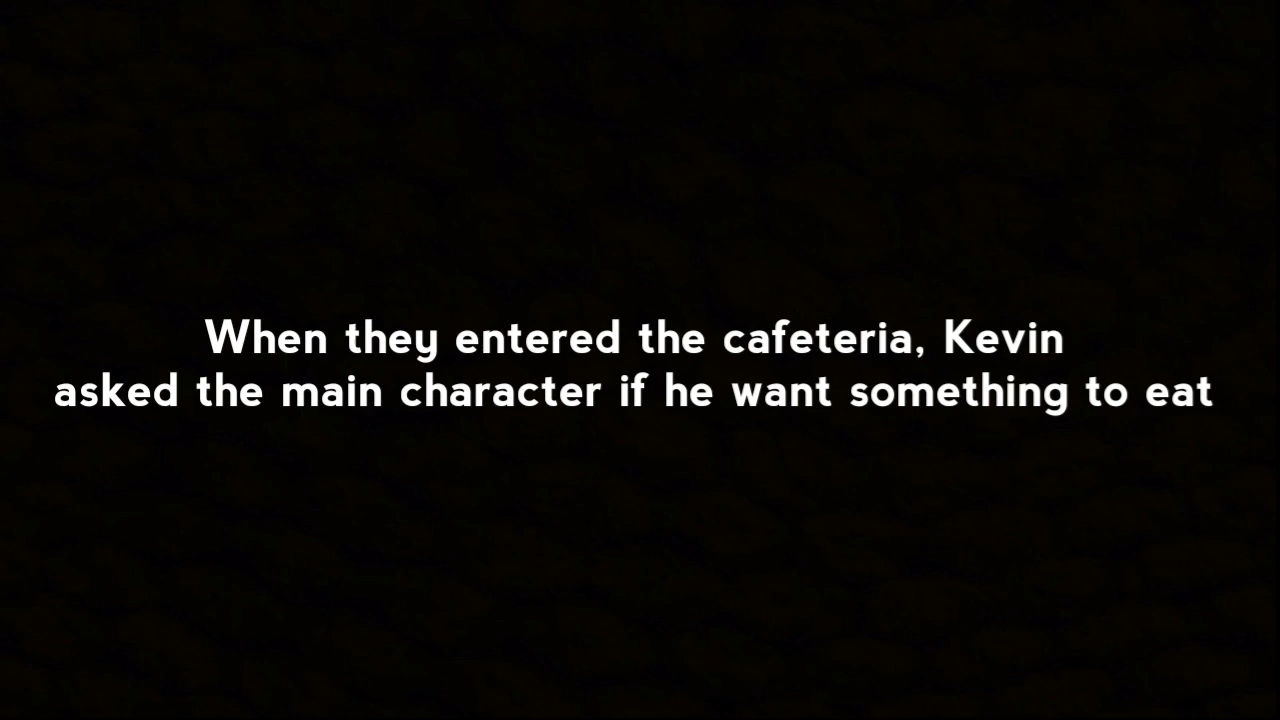 When they entered the cafeteria, Kevin
asked the main character if he want something to eat